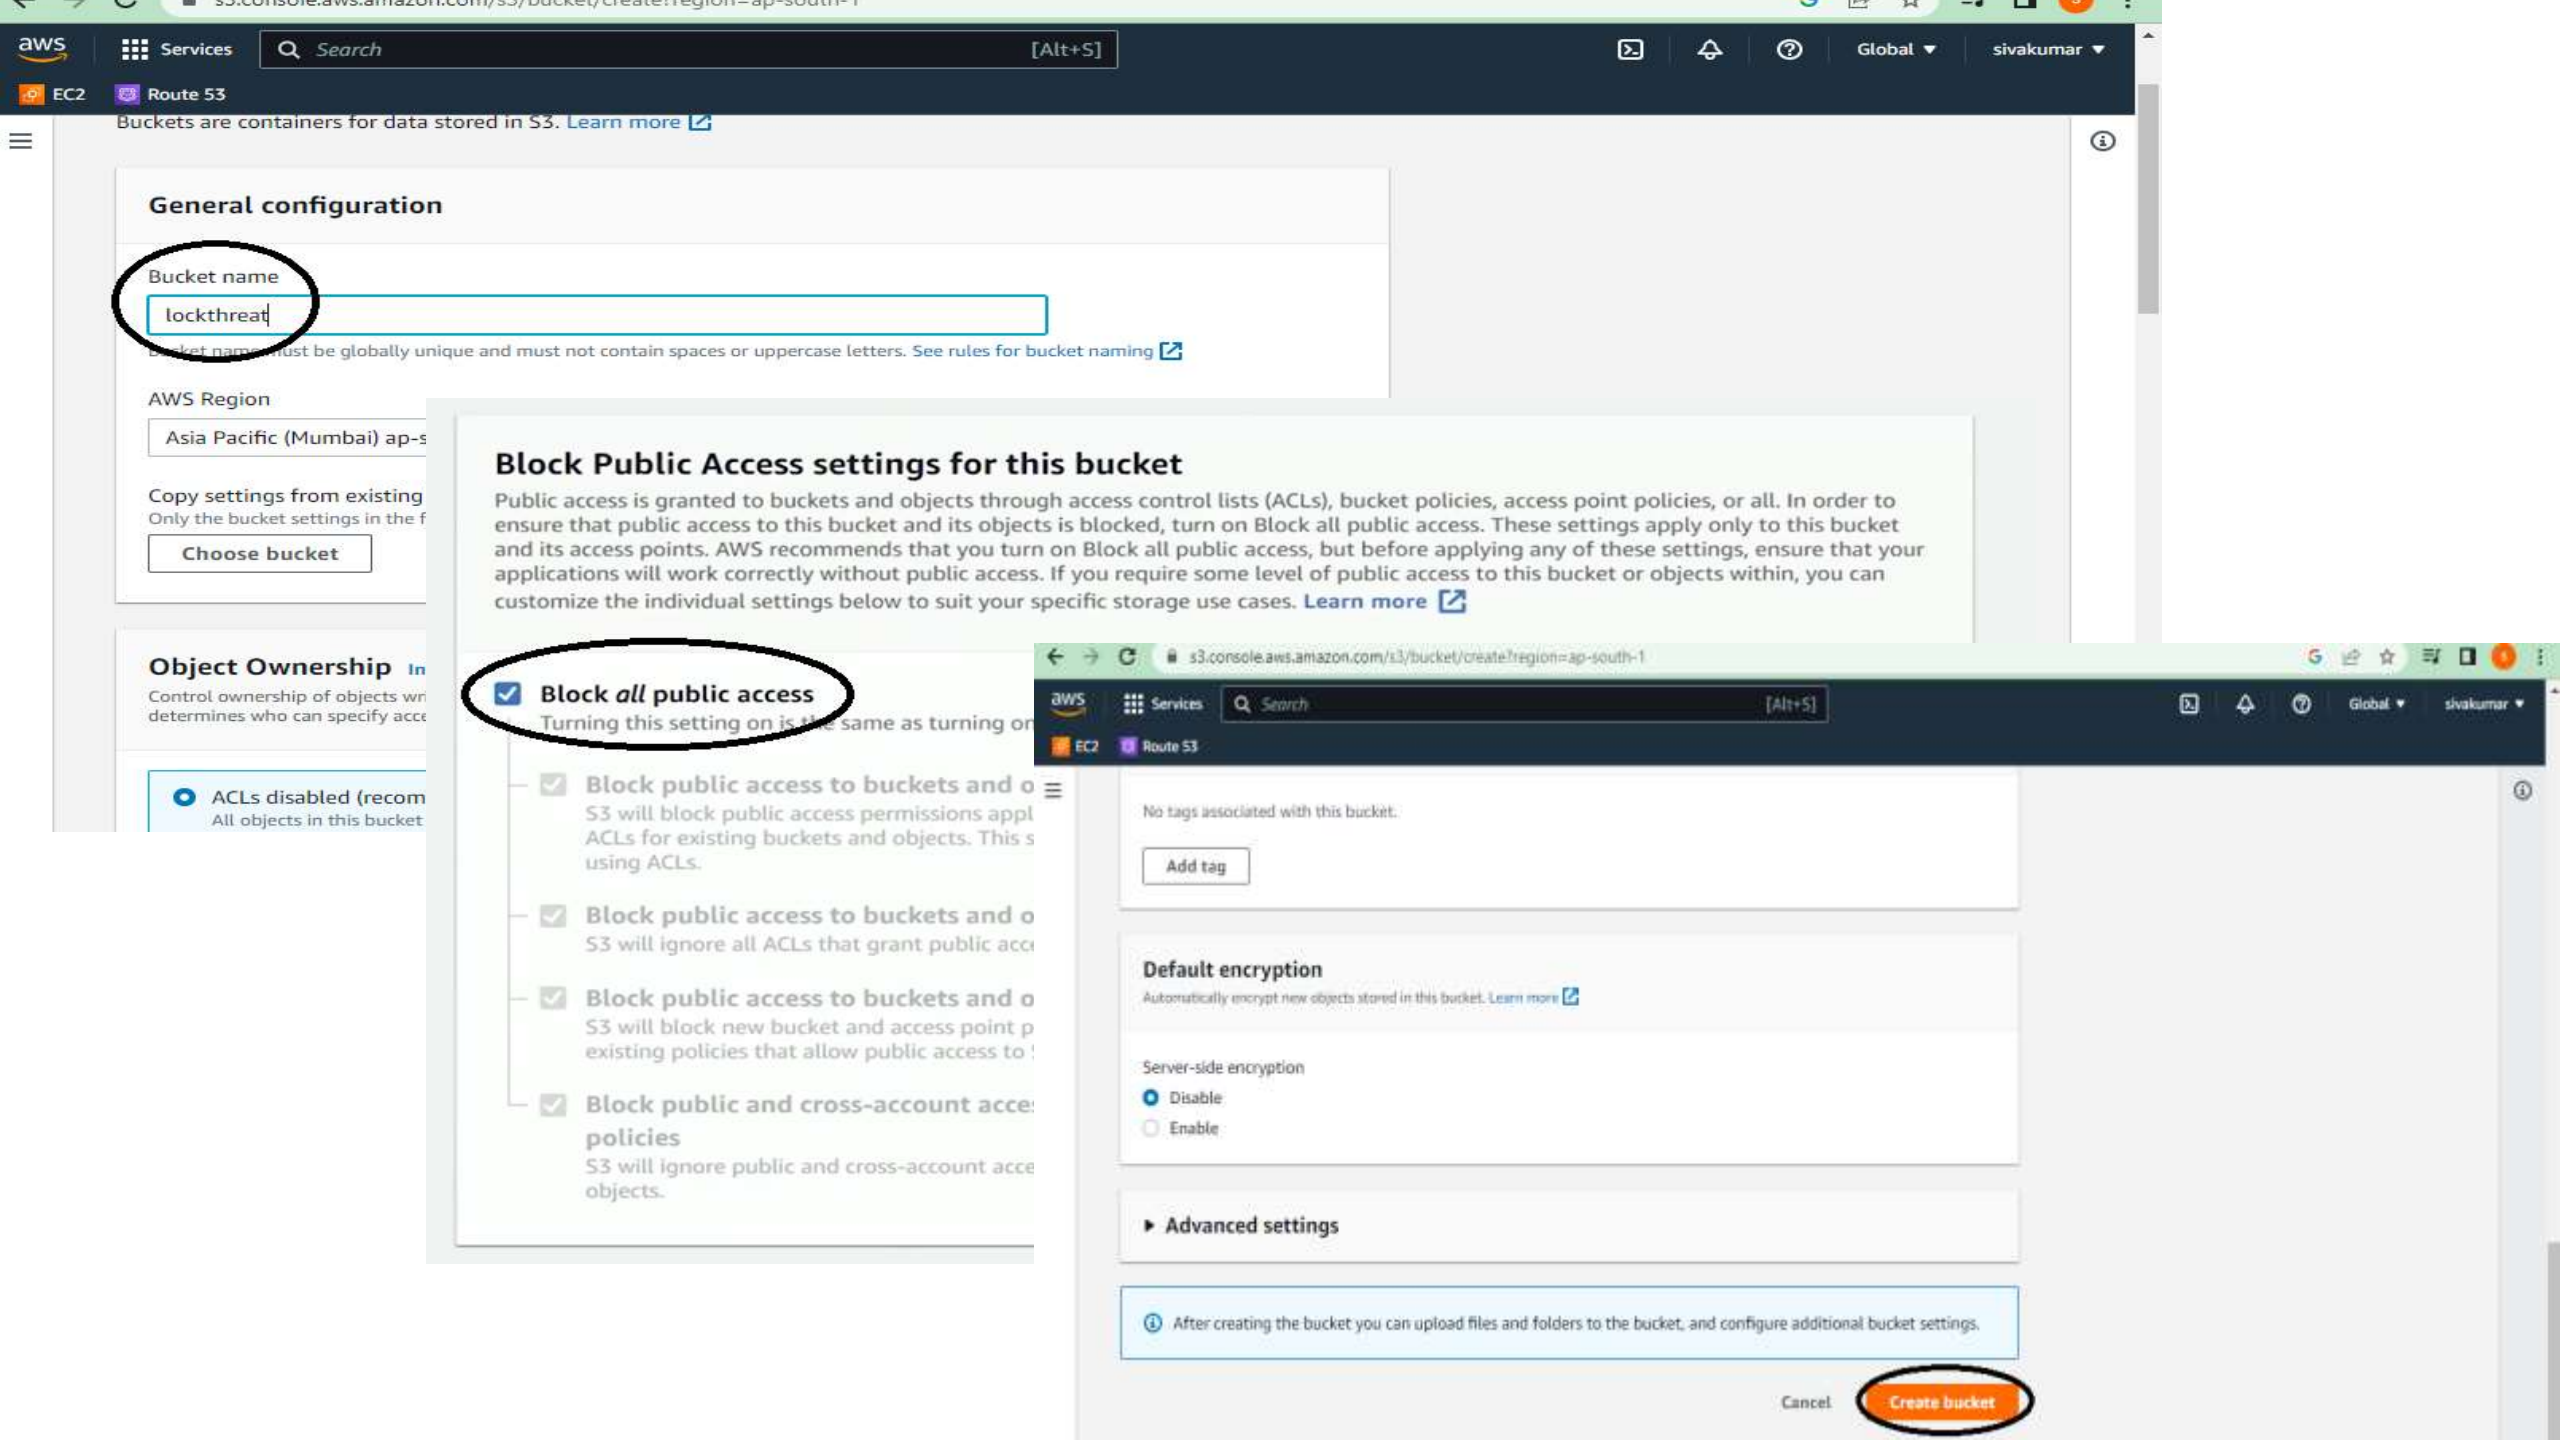 s3.console.aws.amazon.com/s3/bucket/create?region=ap-south-1
aws
Services
Search
[Alt+S]
Global
sivakumar
EC2
Route 53
Buckets are containers for data stored in S3. Learn more
General configuration
Bucket name
lockthreat
must be globally unique and must not contain spaces or uppercase letters. See rules for bucket naming
AWS Region
Asia Pacific (Mumbai) ap-s
Copy settings from existing
Only the bucket settings in the f
Choose bucket
Object Ownership In
Control ownership of objects wr
determines who can specify acce
ACLs disabled (recom
All objects in this bucket
Block Public Access settings for this bucket
Public access is granted to buckets and objects through access control lists (ACLs), bucket policies, access point policies, or all. In order to
ensure that public access to this bucket and its objects is blocked, turn on Block all public access. These settings apply only to this bucket
and its access points. AWS recommends that you turn on Block all public access, but before applying any of these settings, ensure that your
applications will work correctly without public access. If you require some level of public access to this bucket or objects within, you can
customize the individual settings below to suit your specific storage use cases. Learn more
Block all public access
Turning this setting on is the same as turning on
Block public access to buckets and o
S3 will block public access permissions appl
ACLs for existing buckets and objects. This s
using ACLs.
Block public access to buckets and o
S3 will ignore all ACLs that grant public acce
Block public access to buckets and o
S3 will block new bucket and access point p
existing policies that allow public access to
Block public and cross-account acce
policies
S3 will ignore public and cross-account acce
objects.
s3.console.aws.amazon.com/s3/bucket/create?region=ap-south-1
aws
Services
Search
[Alt+S]
Global
sivakumar
EC2
Route 53
No tags associated with this bucket.
Add tag
Default encryption
Automatically encrypt new objects stored in this bucket. Learn more
Server-side encryption
Disable
Enable
Advanced settings
After creating the bucket you can upload files and folders to the bucket, and configure additional bucket settings.
Cancel
Create bucket